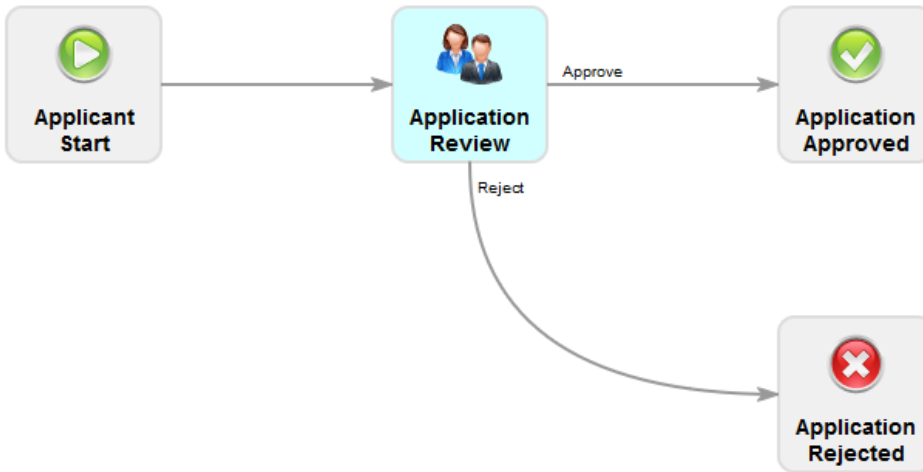 Applicant
Start
Application
Review
Approve
Application
Approved
Reject
Application
Rejected